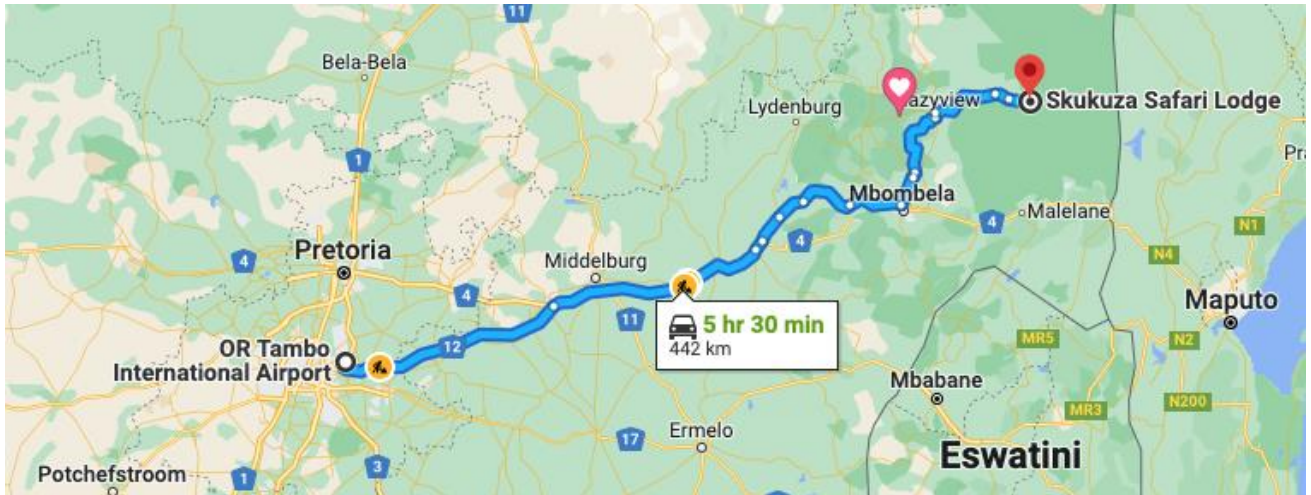 11
Bela-Bela
Lydenburg
azyview
Skukuza Safari Lodge
1
Mbombela
Malelane
4
4
N1
N4
Pretoria
4
Middelburg
4
Maputo
5 hr 30 min
442 km
11
12
OR Tambo
International Airport
MR5
N2
Mbabane
MR3
N200
17
Ermelo
Eswatini
3
1
Potchefstroom